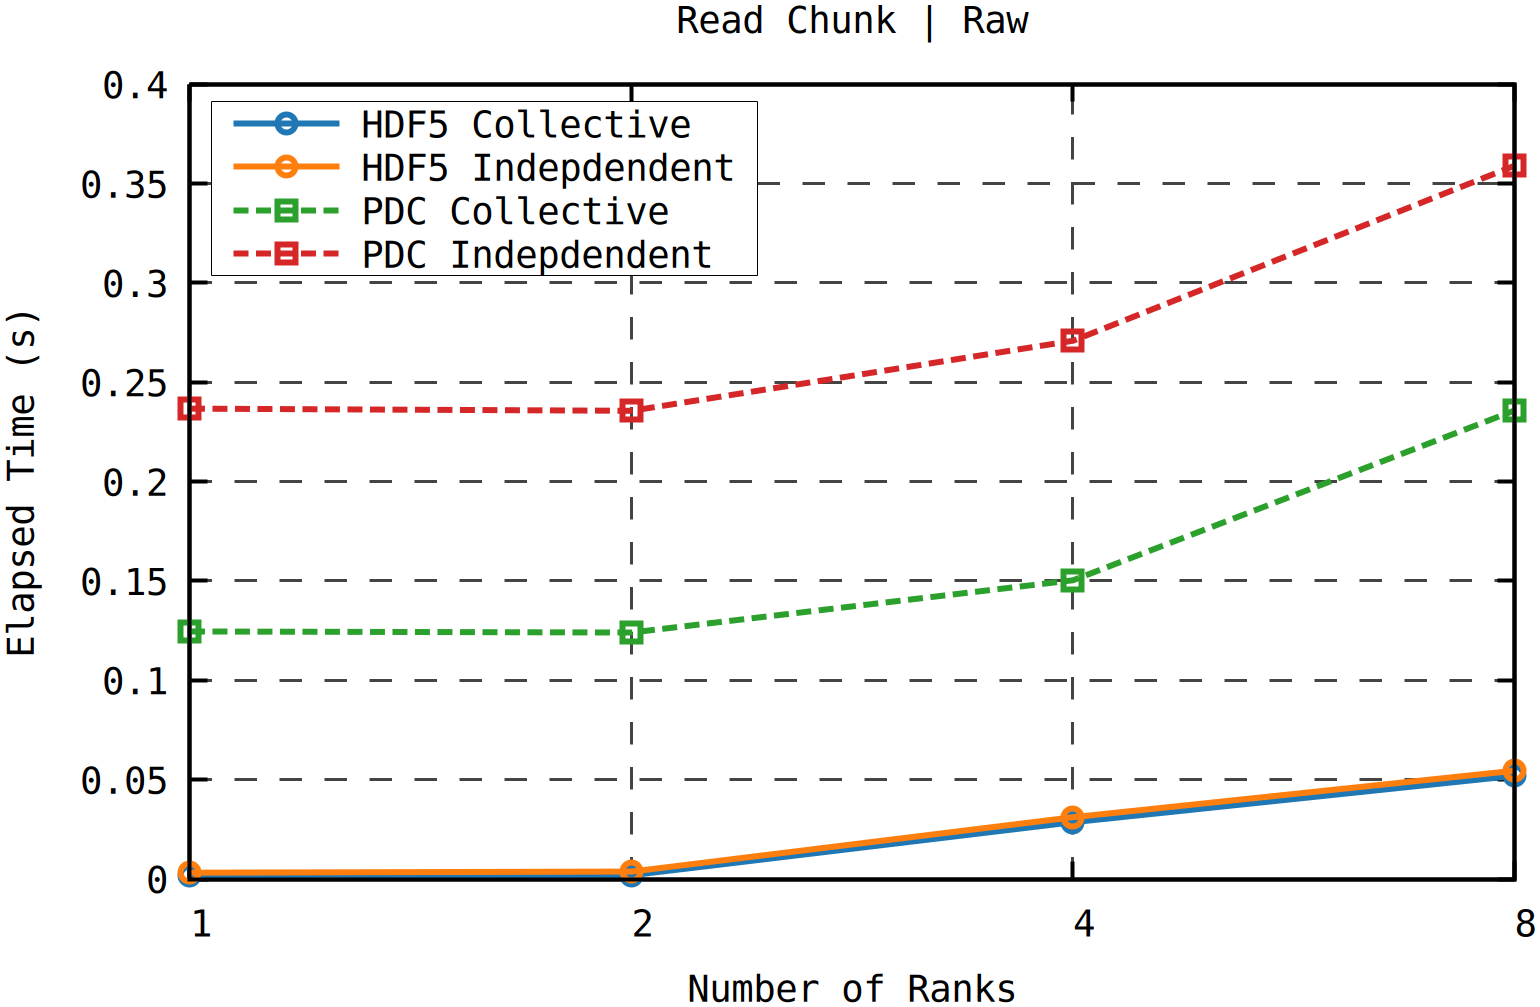 Read Chunk | Raw
0.4
0.35
0.3
0.25
0.2
0.15
0.1
0.05
0
Elapsed Time (s)
HDF5 Collective
HDF5 Indepdendent
PDC Collective
PDC Indepdendent
1 2 4 8
Number of Ranks